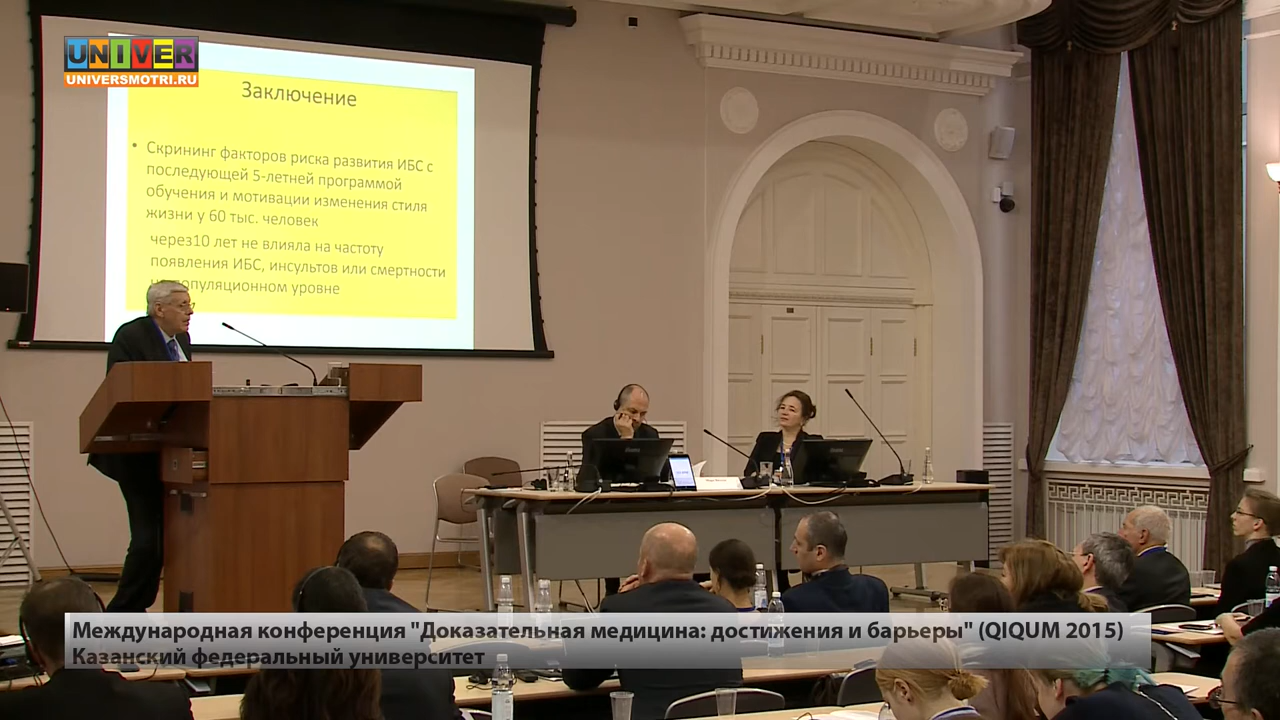 UNIVER
UNIVERSMOTRI.RU
Заключение
• Скрининг факторов риска развития ИБС с
последующей 5-летней программой
обучения и мотивации изменения стиля
жизни у 60 тыс. человек
через10 лет не влияла на частоту
появления ИБС, инсультов или смертности
популяционном уровне
Международная конференция "Доказательная медицина: достижения и барьеры" (QIQUM 2015)
Казанский федеральный университет